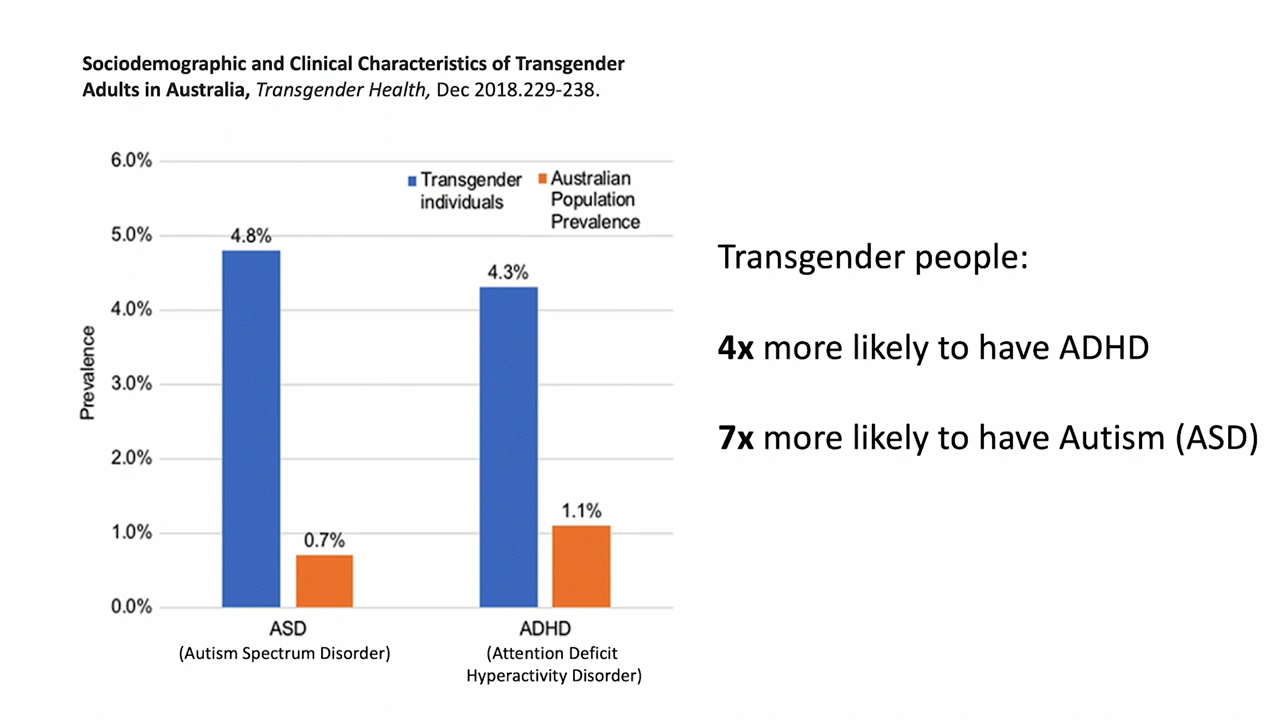 Sociodemographic and Clinical Characteristics of Transgender
Adults in Australia, Transgender Health, Dec 2018.229-238.
6.0%
5.0%
4.0%
3.0%
2.0%
1.0%
0.0%
Prevalence
Transgender
individuals
Australian
Population
Prevalence
4.8%
0.7%
4.3%
1.1%
ASD
(Autism Spectrum Disorder)
ADHD
(Attention Deficit
Hyperactivity Disorder)
Transgender people:
4x more likely to have ADHD
7x more likely to have Autism (ASD)